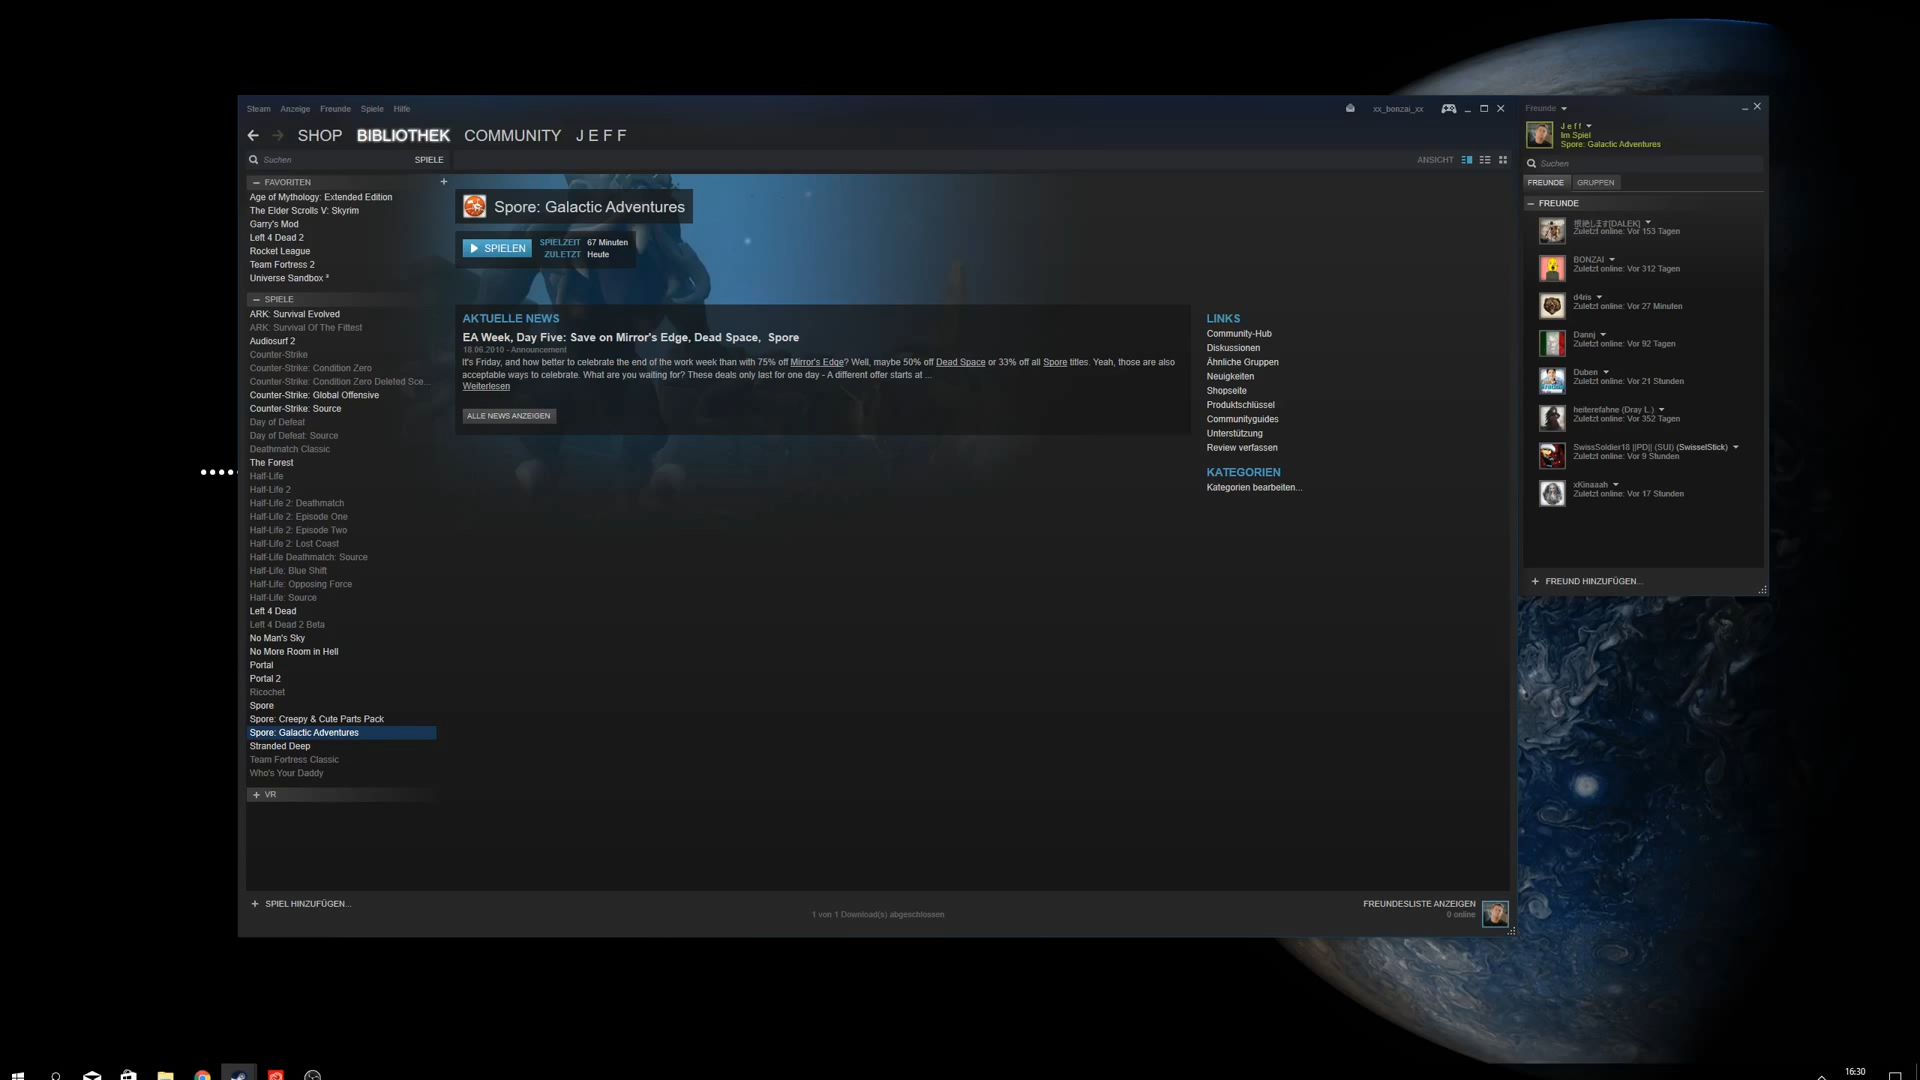 Steam Anzeige Freunde Spiele Hilfe
xx_bonzai_xx
SHOP BIBLIOTHEK COMMUNITY J E F F
Suchen SPIELE
ANSICHT
FAVORITEN
Age of Mythology: Extended Edition
The Elder Scrolls V: Skyrim
Garry's Mod
Left 4 Dead 2
Rocket League
Team Fortress 2
Universe Sandbox ²
SPIELE
ARK: Survival Evolved
ARK: Survival Of The Fittest
Audiosurf 2
Counter-Strike
Counter-Strike: Condition Zero
Counter-Strike: Condition Zero Deleted Sce...
Counter-Strike: Global Offensive
Counter-Strike: Source
Day of Defeat
Day of Defeat: Source
Deathmatch Classic
The Forest
Half-Life
Half-Life 2
Half-Life 2: Deathmatch
Half-Life 2: Episode One
Half-Life 2: Episode Two
Half-Life 2: Lost Coast
Half-Life Deathmatch: Source
Half-Life: Blue Shift
Half-Life: Opposing Force
Half-Life: Source
Left 4 Dead
Left 4 Dead 2 Beta
No Man's Sky
No More Room in Hell
Portal
Portal 2
Ricochet
Spore
Spore: Creepy & Cute Parts Pack
Spore: Galactic Adventures
Stranded Deep
Team Fortress Classic
Who's Your Daddy
VR
SPIEL HINZUFÜGEN...
Spore: Galactic Adventures
SPIELEN
SPIELZEIT 67 Minuten
ZULETZT Heute
AKTUELLE NEWS
EA Week, Day Five: Save on Mirror's Edge, Dead Space, Spore
18.06.2010 - Announcement
It's Friday, and how better to celebrate the end of the work week than with 75% off Mirror's Edge? Well, maybe 50% off Dead Space or 33% off all Spore titles. Yeah, those are also
acceptable ways to celebrate. What are you waiting for? These deals only last for one day - A different offer starts at ...
Weiterlesen
ALLE NEWS ANZEIGEN
LINKS
Community-Hub
Diskussionen
Ähnliche Gruppen
Neuigkeiten
Shopseite
Produktschlüssel
Communityguides
Unterstützung
Review verfassen
KATEGORIEN
Kategorien bearbeiten...
1 von 1 Download(s) abgeschlossen
FREUNDESLISTE ANZEIGEN
0 online
Freunde
J e f f
Im Spiel
Spore: Galactic Adventures
Suchen
FREUNDE GRUPPEN
FREUNDE
根絶します[DALEK]
Zuletzt online: Vor 153 Tagen
BONZAI
Zuletzt online: Vor 312 Tagen
d4ris
Zuletzt online: Vor 27 Minuten
Dannj
Zuletzt online: Vor 92 Tagen
Duben
Zuletzt online: Vor 21 Stunden
heiterefahne (Dray L.)
Zuletzt online: Vor 352 Tagen
SwissSoldier18 ||PD|| (SUI) (SwisselStick)
Zuletzt online: Vor 9 Stunden
xKinaaah
Zuletzt online: Vor 17 Stunden
FREUND HINZUFÜGEN...
16:30